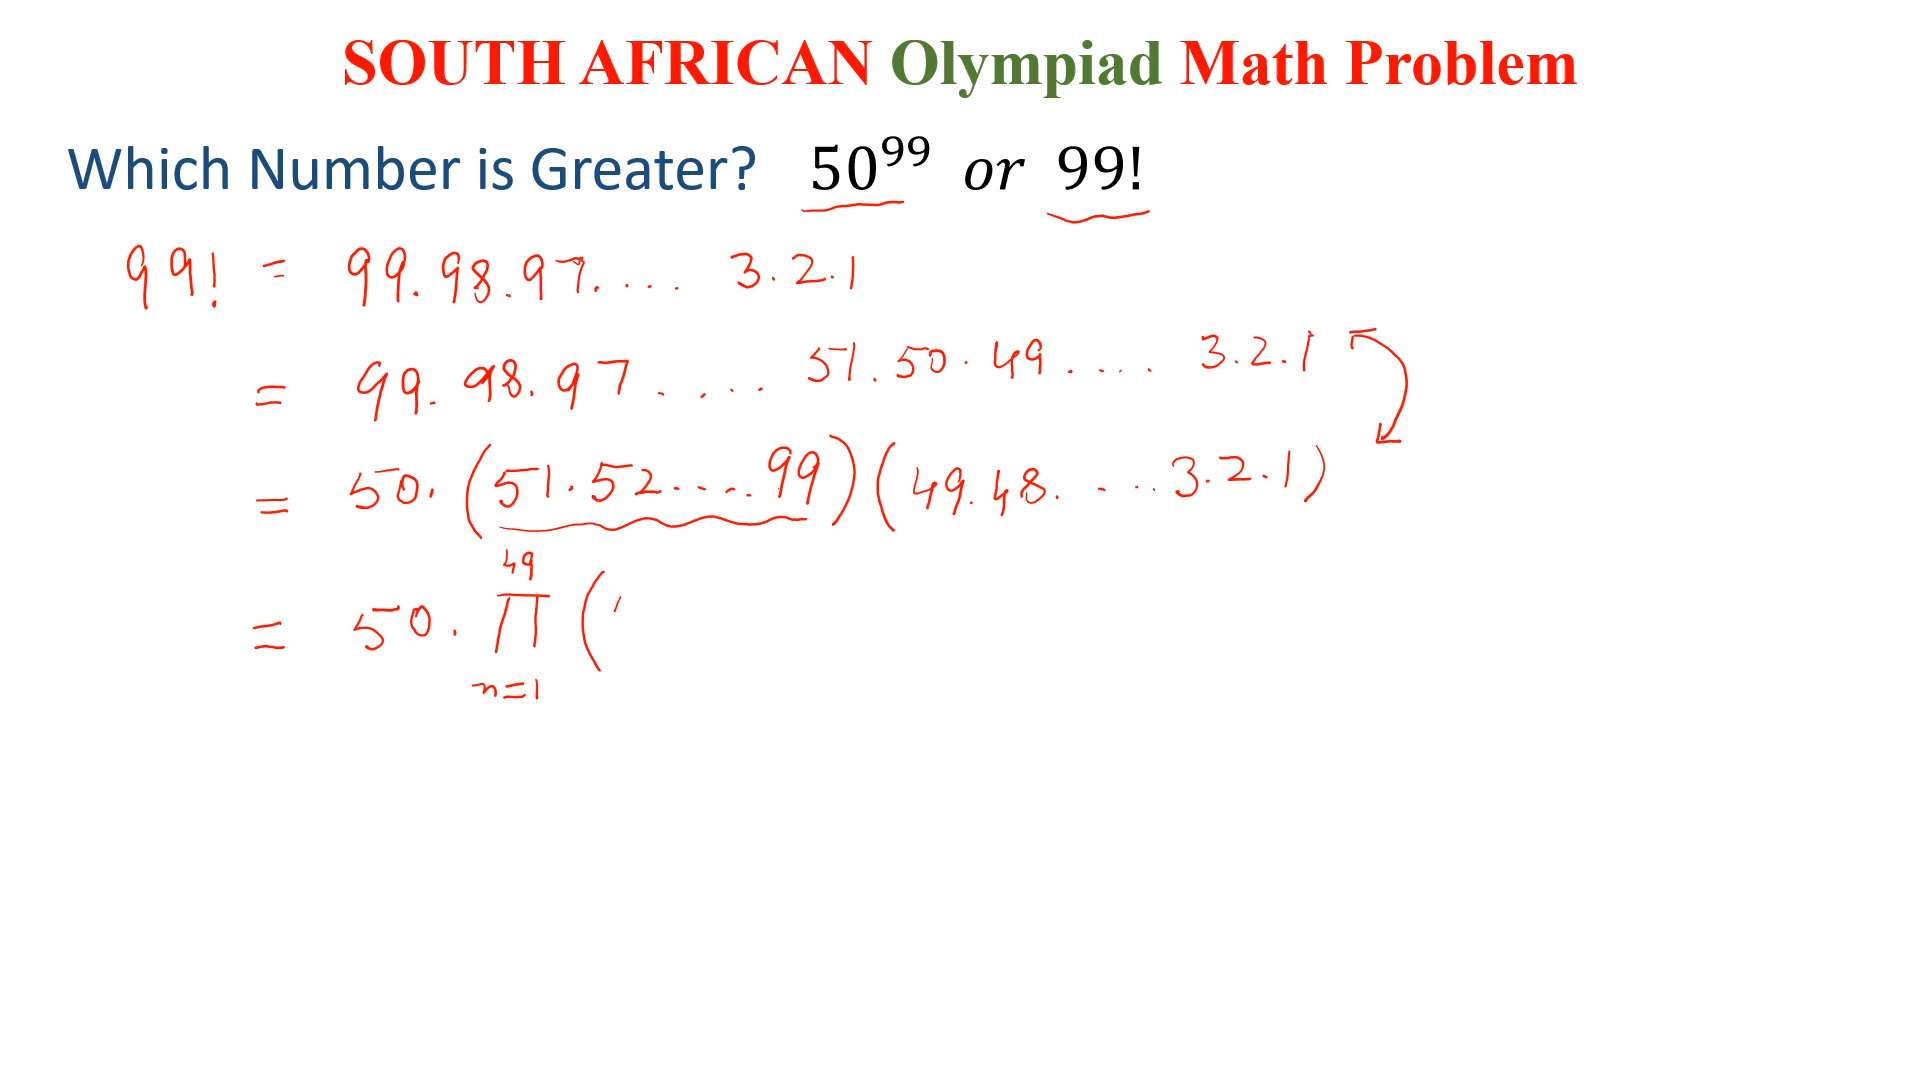 SOUTH AFRICAN Olympiad Math Problem
Which Number is Greater? 50^99 or 99!
99! = 99.98.97.... 3.2.1
= 99.98.97.... 51.50.49.... 3.2.1
= 50.(51.52....99)(49.48....3.2.1)
49
= 50.Π(
n=1